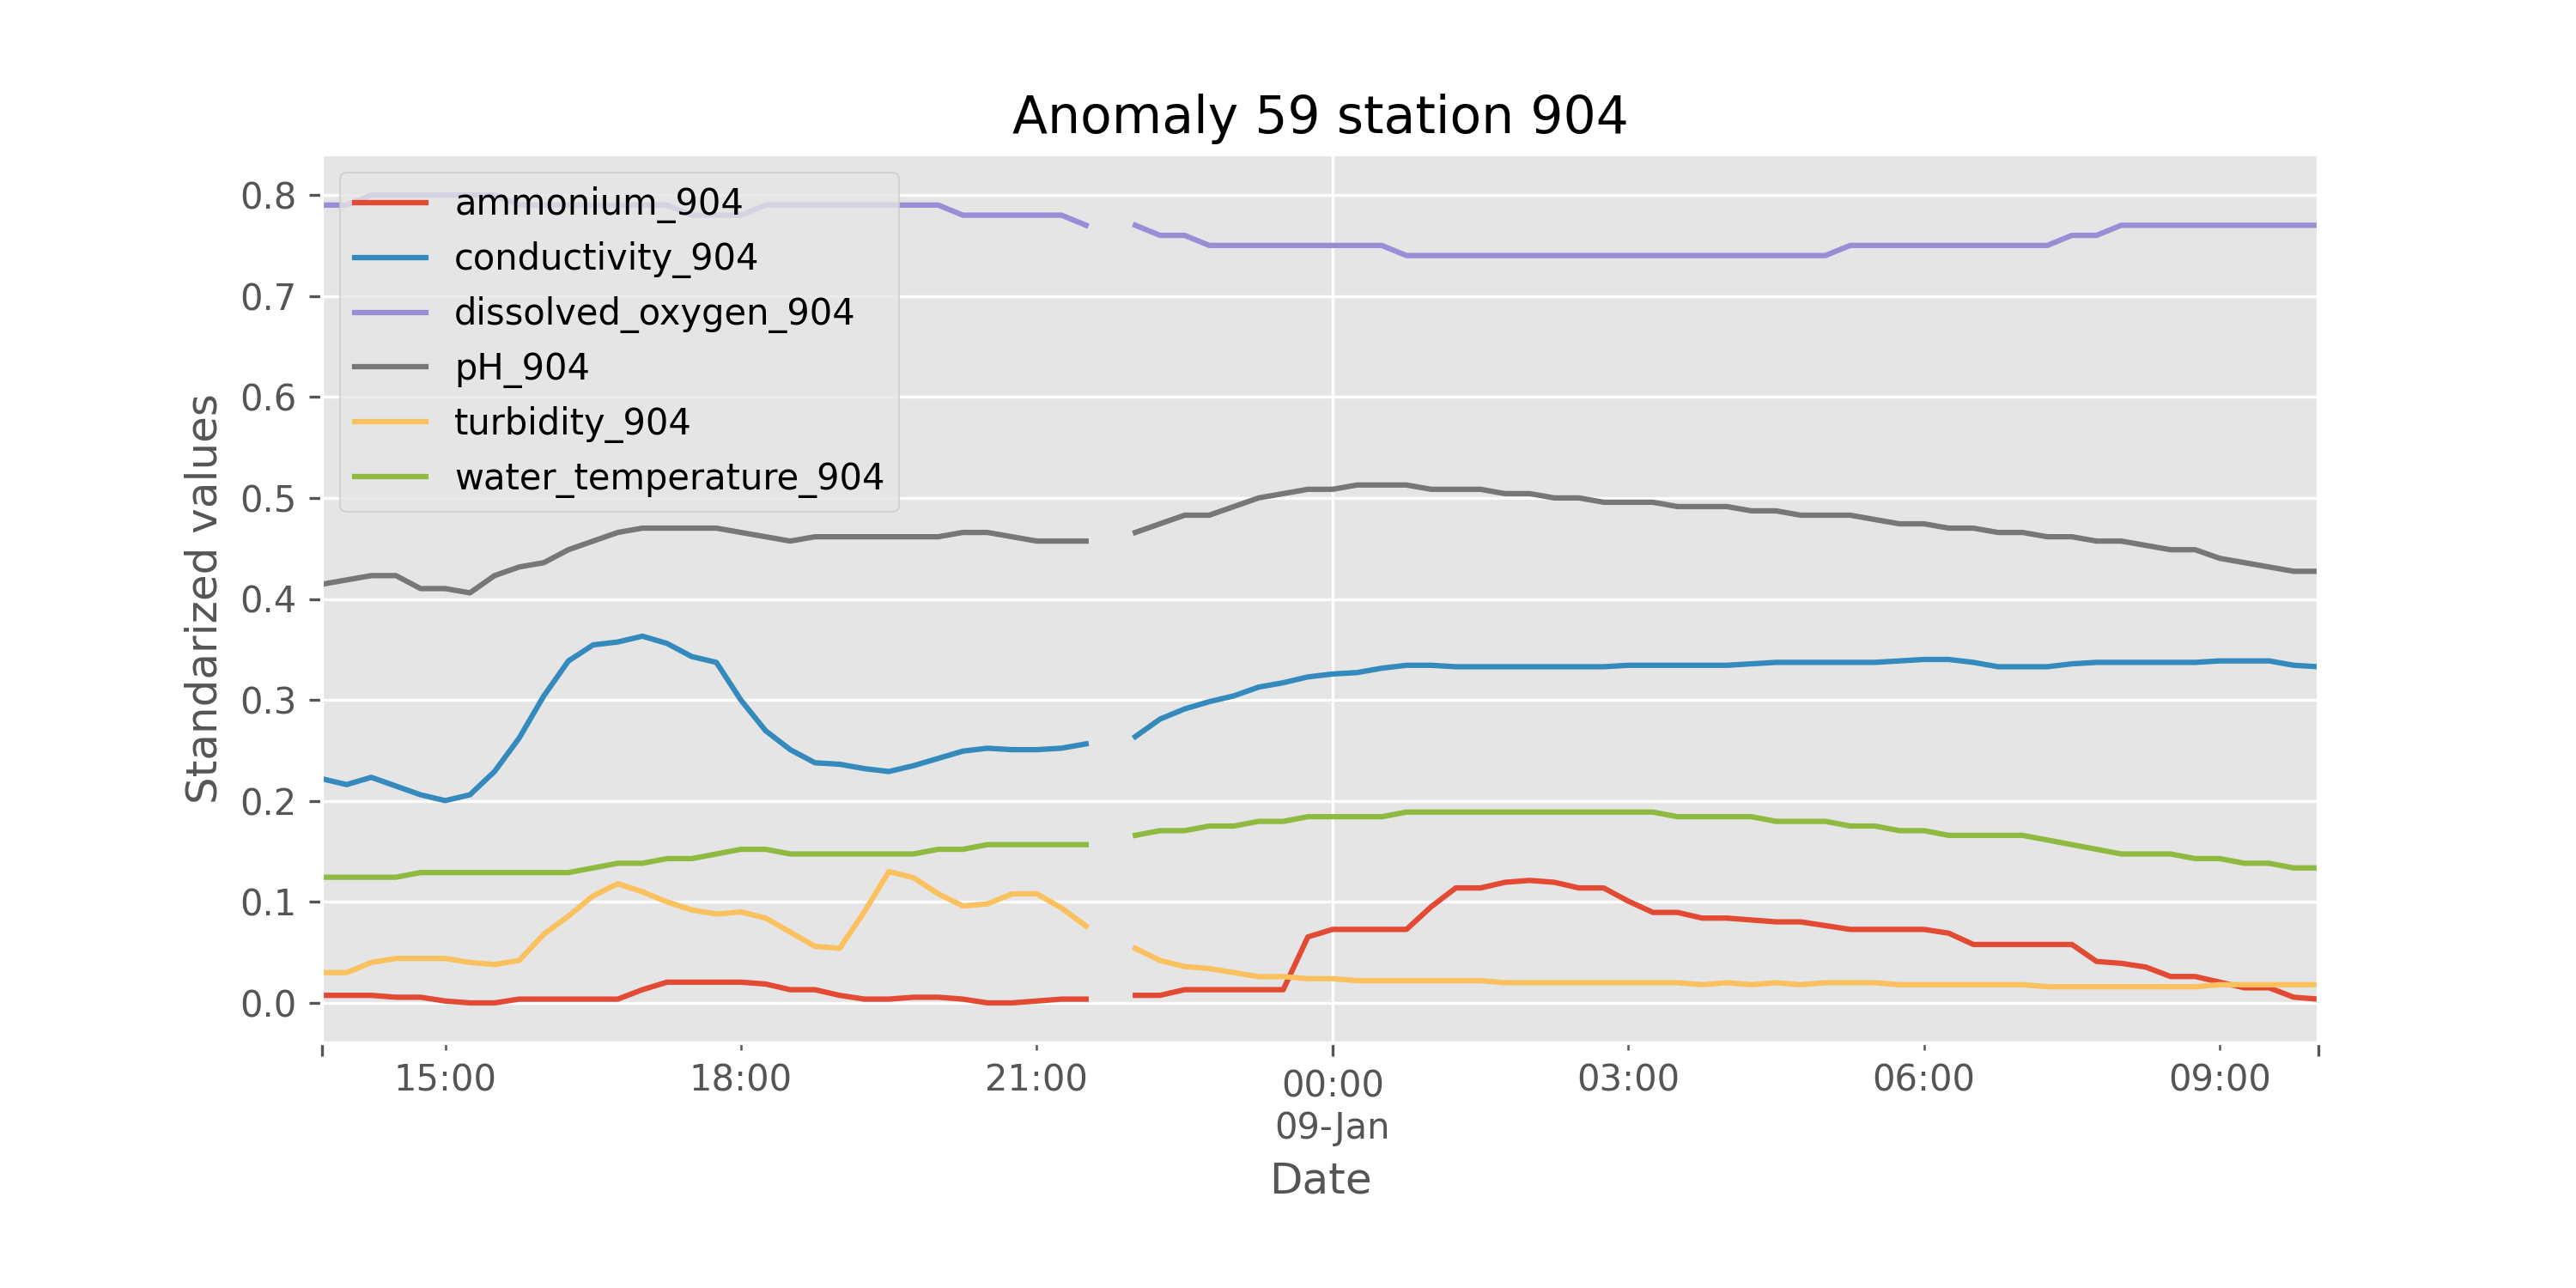 Anomaly 59 station 904
ammonium_904
conductivity_904
dissolved_oxygen_904
pH_904
turbidity_904
water_temperature_904
Standarized values
0.8
0.7
0.6
0.5
0.4
0.3
0.2
0.1
0.0
15:00 18:00 21:00 00:00 03:00 06:00 09:00
09-Jan
Date